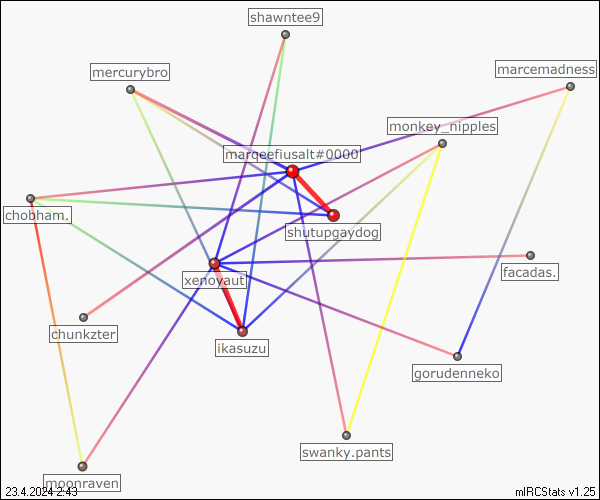 shawntee9
mercurybro
marcemadness
monkey_nipples
marqeefiusalt#0000
chobham.
shutupgaydog
xenoyaut
facadas.
chunkzter
ikasuzu
gorudenneko
swanky.pants
moonraven
23.4.2024 2:43
mIRCStats v1.25